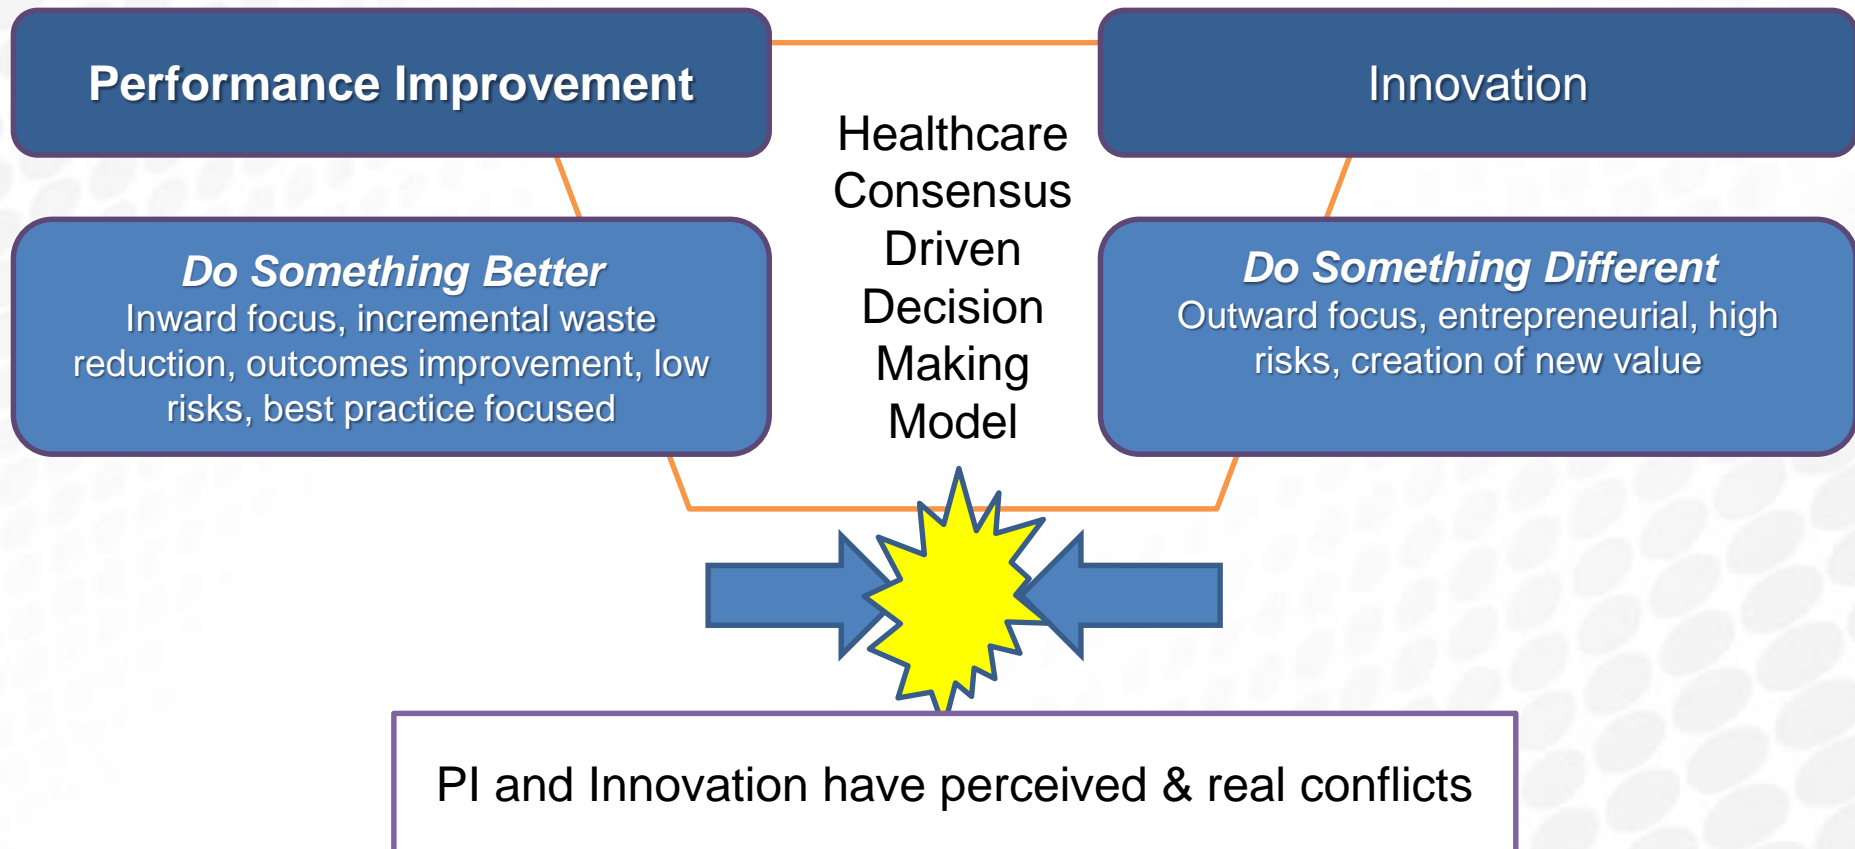 Performance Improvement
Innovation
Healthcare
Consensus
Driven
Decision
Making
Model
Do Something Better
Inward focus, incremental waste
reduction, outcomes improvement, low
risks, best practice focused
Do Something Different
Outward focus, entrepreneurial, high
risks, creation of new value
PI and Innovation have perceived & real conflicts